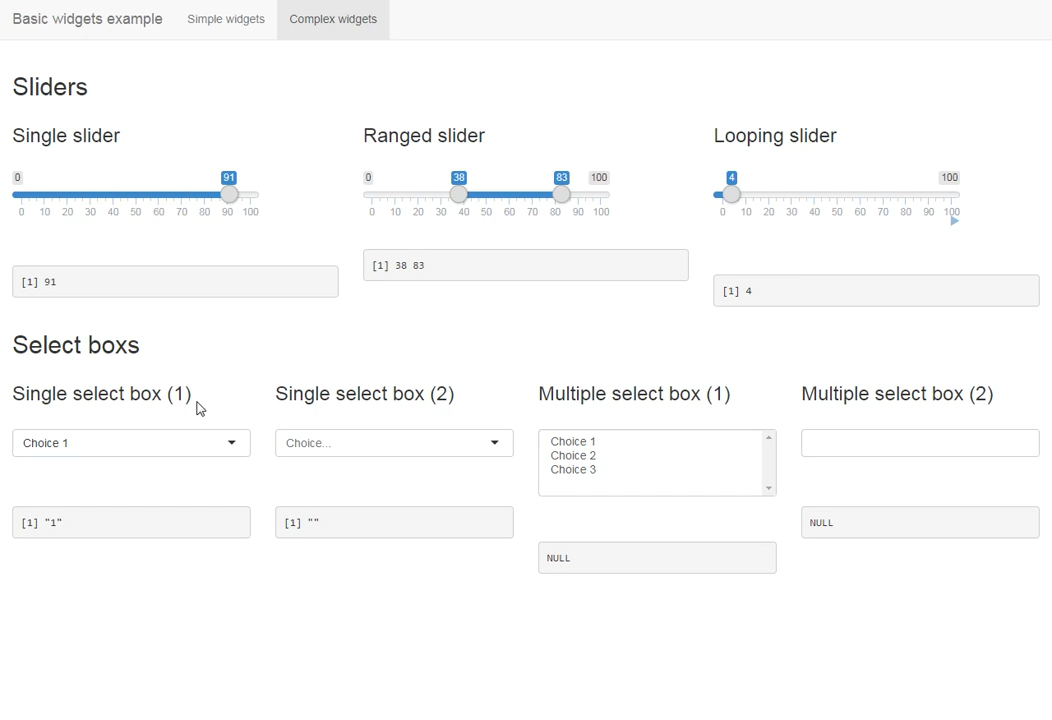 Basic widgets example Simple widgets Complex widgets
Sliders
Single slider
0 91
0 10 20 30 40 50 60 70 80 90 100
[1] 91
Ranged slider
0 38 83 100
0 10 20 30 40 50 60 70 80 90 100
[1] 38 83
Looping slider
4 100
0 10 20 30 40 50 60 70 80 90 100
[1] 4
Select boxs
Single select box (1)
Choice 1
[1] "1"
Single select box (2)
Choice...
[1] ""
Multiple select box (1)
Choice 1
Choice 2
Choice 3
NULL
Multiple select box (2)
NULL